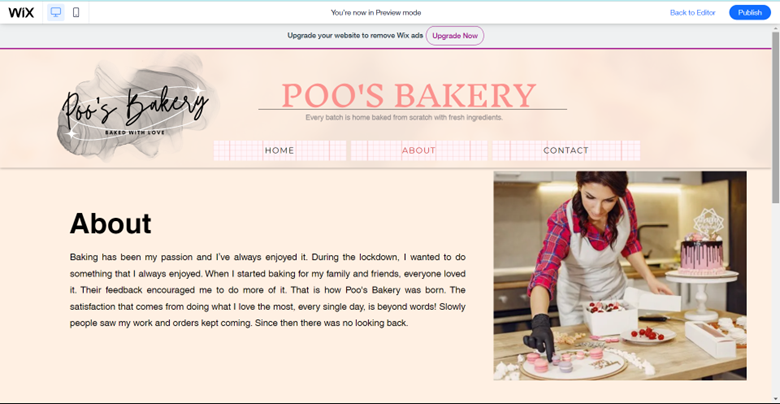 WiX
You're now in Preview mode
Back to Editor
Publish
Upgrade your website to remove Wix ads
Upgrade Now
Poo's Bakery
BAKED WITH LOVE
POO'S BAKERY
Every batch is home baked from scratch with fresh ingredients.
HOME
ABOUT
CONTACT
About
Baking has been my passion and I've always enjoyed it. During the lockdown, I wanted to do
something that I always enjoyed. When I started baking for my family and friends, everyone loved
it. Their feedback encouraged me to do more of it. That is how Poo's Bakery was born. The
satisfaction that comes from doing what I love the most, every single day, is beyond words! Slowly
people saw my work and orders kept coming. Since then there was no looking back.